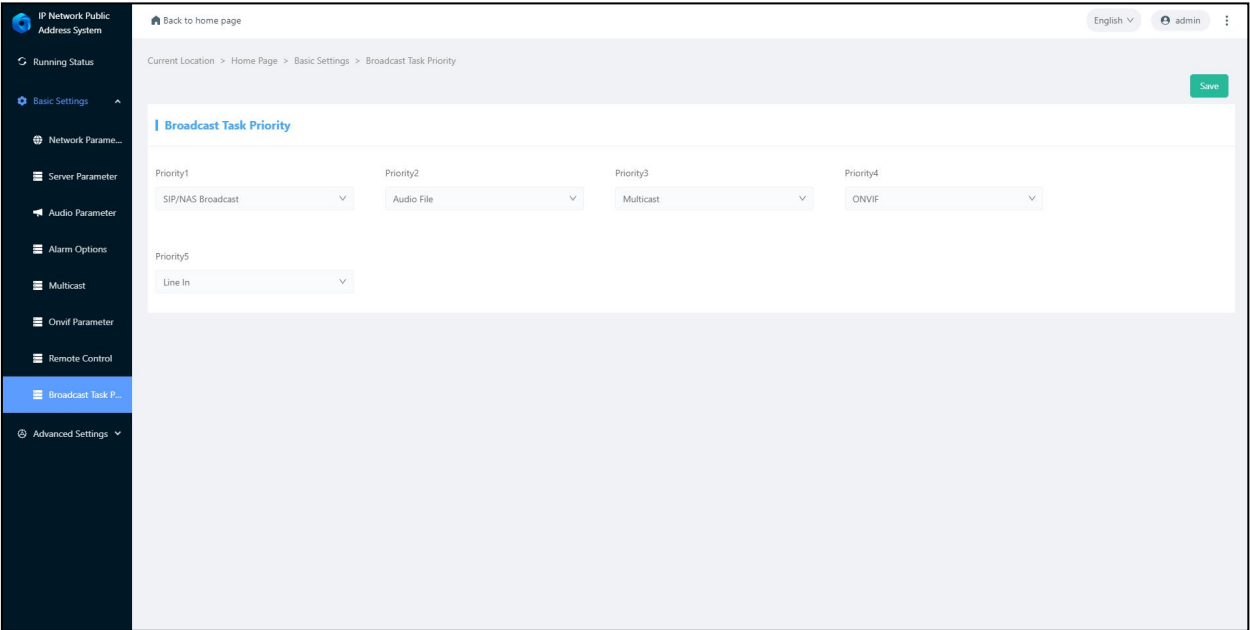 IP Network Public
Address System
Back to home page
English
admin
Running Status
Basic Settings
Network Parame...
Server Parameter
Audio Parameter
Alarm Options
Multicast
Onvif Parameter
Remote Control
Broadcast Task P...
Advanced Settings
Current Location > Home Page > Basic Settings > Broadcast Task Priority
Save
Broadcast Task Priority
Priority1
Priority2
Priority3
Priority4
SIP/NAS Broadcast
Audio File
Multicast
ONVIF
Priority5
Line In